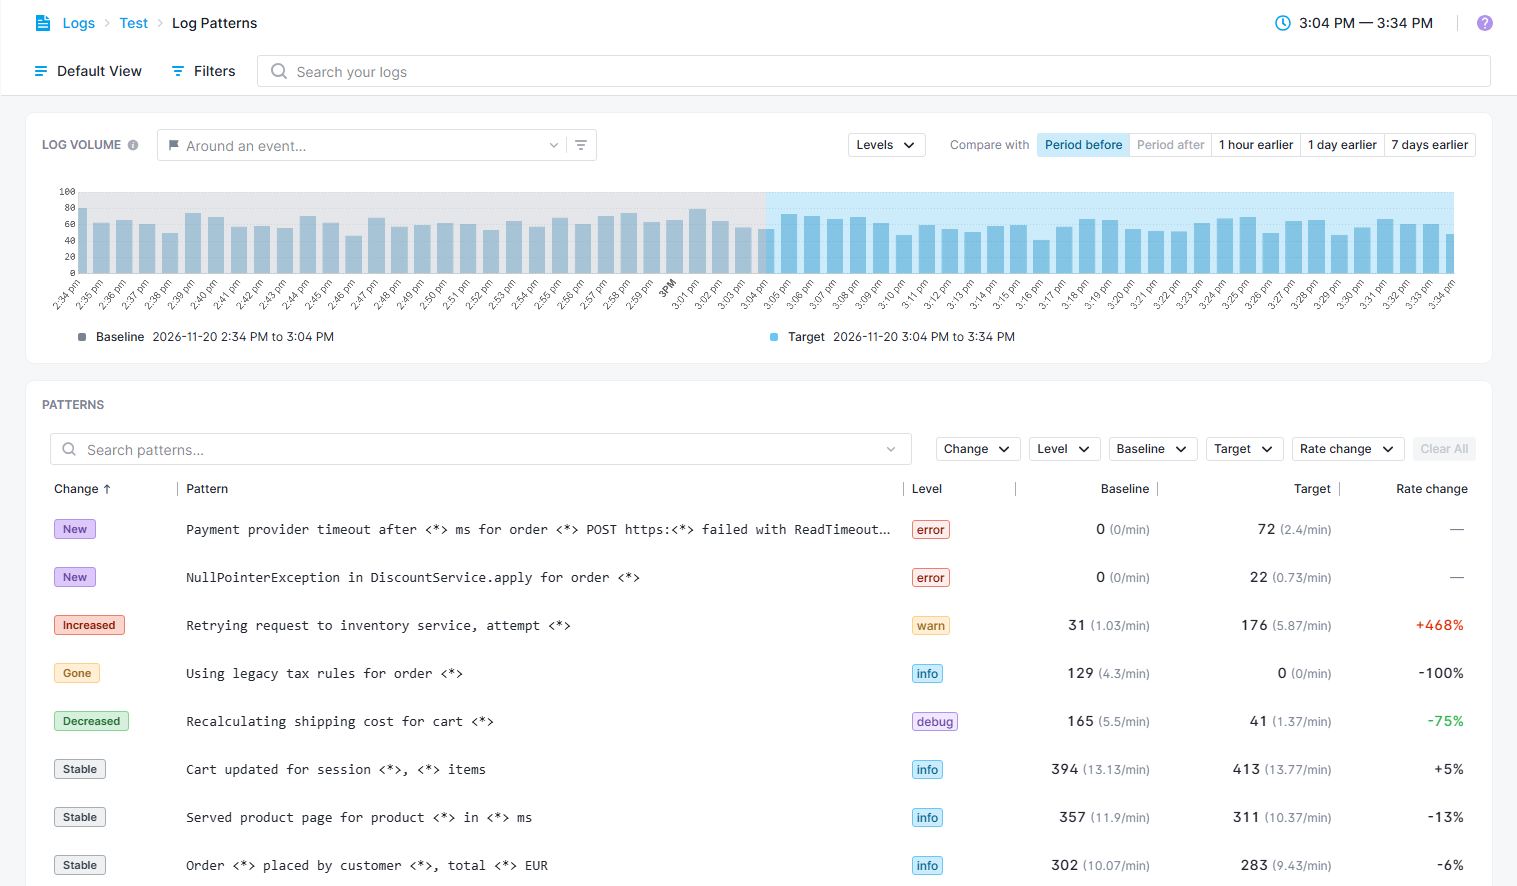 Logs > Test > Log Patterns
3:04 PM — 3:34 PM
?
Default View
Filters
Search your logs
LOG VOLUME
Around an event...
Levels
Compare with
Period before
Period after
1 hour earlier
1 day earlier
7 days earlier
100
80
60
40
20
0
2:34 pm 2:35 pm 2:36 pm 2:37 pm 2:38 pm 2:39 pm 2:40 pm 2:41 pm 2:42 pm 2:43 pm 2:44 pm 2:45 pm 2:46 pm 2:47 pm 2:48 pm 2:49 pm 2:50 pm 2:51 pm 2:52 pm 2:53 pm 2:54 pm 2:55 pm 2:56 pm 2:57 pm 2:58 pm 2:59 pm 3PM 3:01 pm 3:02 pm 3:03 pm 3:04 pm 3:05 pm 3:06 pm 3:07 pm 3:08 pm 3:09 pm 3:10 pm 3:11 pm 3:12 pm 3:13 pm 3:14 pm 3:15 pm 3:16 pm 3:17 pm 3:18 pm 3:19 pm 3:20 pm 3:21 pm 3:22 pm 3:23 pm 3:24 pm 3:25 pm 3:26 pm 3:27 pm 3:28 pm 3:29 pm 3:30 pm 3:31 pm 3:32 pm 3:33 pm 3:34 pm
Baseline 2026-11-20 2:34 PM to 3:04 PM
Target 2026-11-20 3:04 PM to 3:34 PM
PATTERNS
Search patterns...
Change
Level
Baseline
Target
Rate change
Clear All
Change ↑ Pattern Level Baseline Target Rate change
New Payment provider timeout after <*> ms for order <*> POST https:<*> failed with ReadTimeout... error 0 (0/min) 72 (2.4/min) —
New NullPointerException in DiscountService.apply for order <*> error 0 (0/min) 22 (0.73/min) —
Increased Retrying request to inventory service, attempt <*> warn 31 (1.03/min) 176 (5.87/min) +468%
Gone Using legacy tax rules for order <*> info 129 (4.3/min) 0 (0/min) -100%
Decreased Recalculating shipping cost for cart <*> debug 165 (5.5/min) 41 (1.37/min) -75%
Stable Cart updated for session <*>, <*> items info 394 (13.13/min) 413 (13.77/min) +5%
Stable Served product page for product <*> in <*> ms info 357 (11.9/min) 311 (10.37/min) -13%
Stable Order <*> placed by customer <*>, total <*> EUR info 302 (10.07/min) 283 (9.43/min) -6%